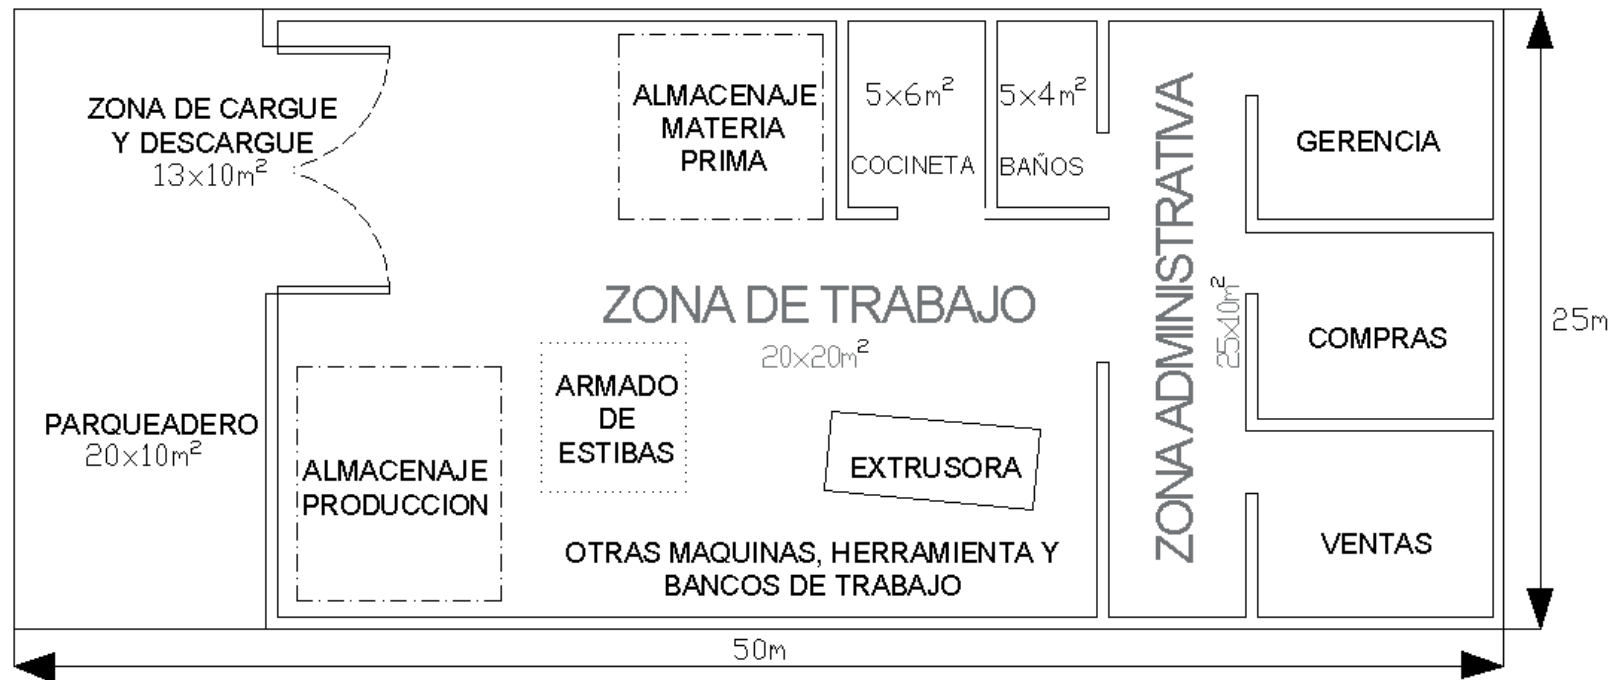 ZONA DE CARGUE
Y DESCARGUE
13x10m²
ALMACENAJE
MATERIA
PRIMA
5x6m²
COCINETA
5x4m²
BAÑOS
ZONA ADMINISTRATIVA
25x10m²
GERENCIA
ZONA DE TRABAJO
20x20m²
COMPRAS
25m
PARQUEADERO
20x10m²
ALMACENAJE
PRODUCCION
ARMADO
DE
ESTIBAS
EXTRUSORA
OTRAS MAQUINAS, HERRAMIENTA Y
BANCOS DE TRABAJO
VENTAS
50m